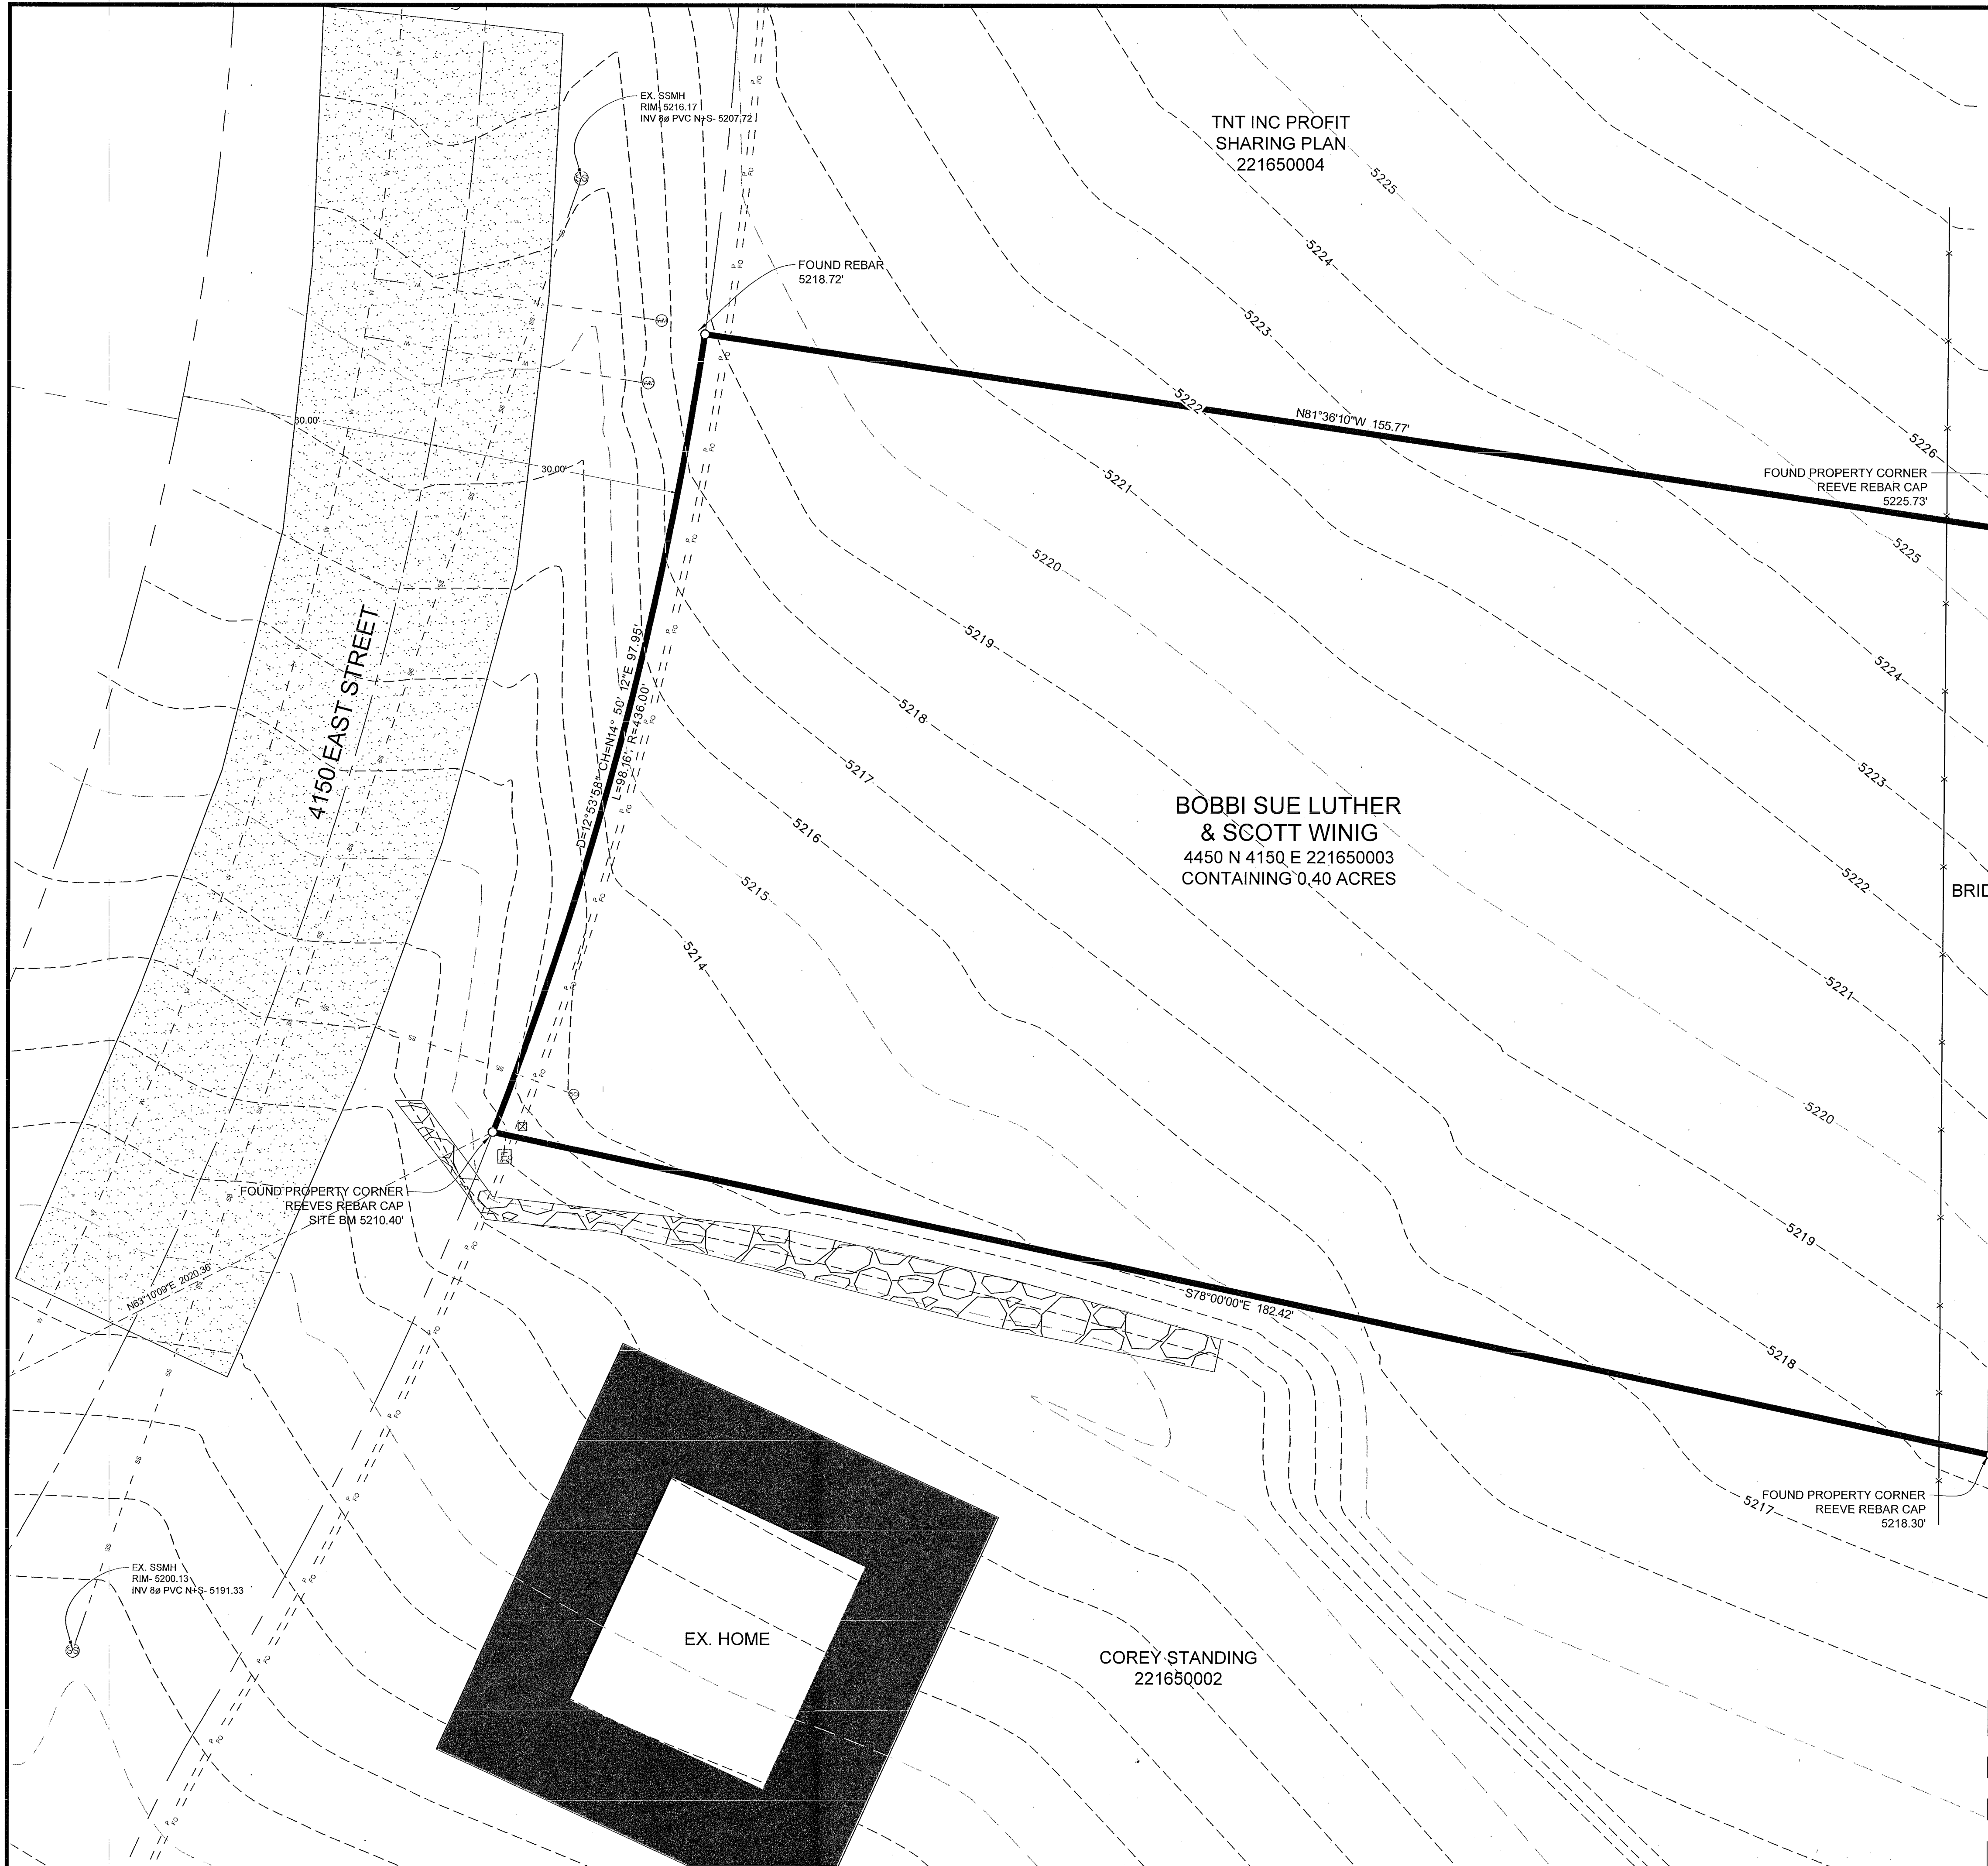 EX. SSMH
RIM- 5216.17
INV 8ø PVC N+S- 5207.72
TNT INC PROFIT
SHARING PLAN
221650004
5225
5224
FOUND REBAR
5218.72'
5223
5222
N81°36'10"W 155.77'
5226
FOUND PROPERTY CORNER
REEVE REBAR CAP
5225.73'
30.00'
30.00'
5221
5225
5220
5219
5224
5218
5223
5217
4150 EAST STREET
D=12°53'58" CH=N14° 50' 12"E 97.95'
L=98.16' R=436.00'
BOBBI SUE LUTHER
& SCOTT WINIG
4450 N 4150 E 221650003
CONTAINING 0.40 ACRES
5216
5222
BRID
5215
5214
5221
5220
FOUND PROPERTY CORNER
REEVES REBAR CAP
SITE BM 5210.40'
5219
N63°10'09"E 2020.36'
S78°00'00"E 182.42'
5218
5217
FOUND PROPERTY CORNER
REEVE REBAR CAP
5218.30'
EX. SSMH
RIM- 5200.13
INV 8ø PVC N+S- 5191.33
SS
EX. HOME
COREY STANDING
221650002